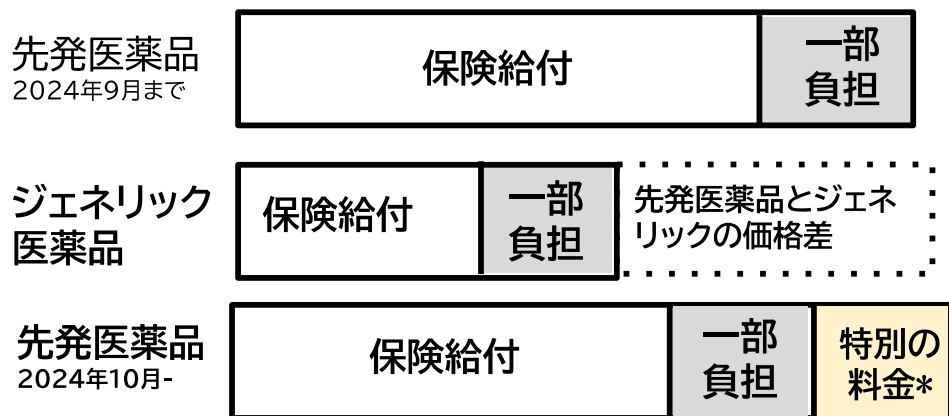 先発医薬品
2024年9月まで
保険給付
一部
負担
ジェネリック
医薬品
保険給付
一部
負担
先発医薬品とジェネ
リックの価格差
先発医薬品
2024年10月-
保険給付
一部
負担
特別の
料金*